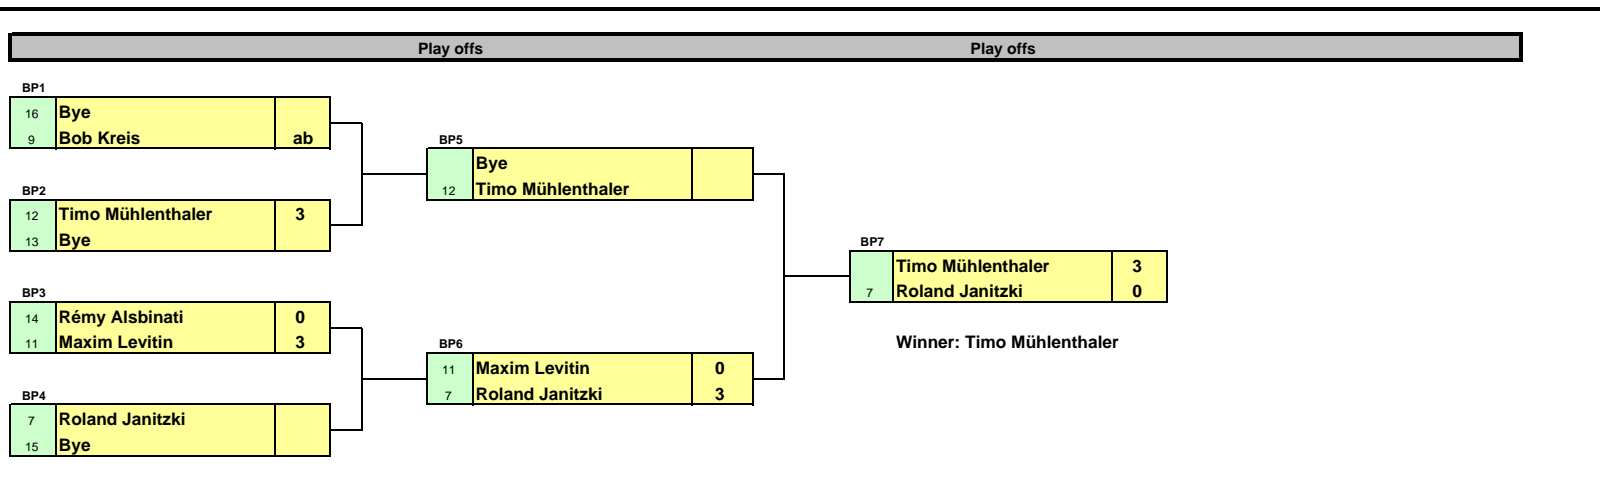 Play offs Play offs
BP1
16 Bye
9 Bob Kreis ab
BP2
12 Timo Mühlenthaler 3
13 Bye
BP3
14 Rémy Alsbinati 0
11 Maxim Levitin 3
BP4
7 Roland Janitzki
15 Bye
BP5
Bye
12 Timo Mühlenthaler
BP6
11 Maxim Levitin 0
7 Roland Janitzki 3
BP7
Timo Mühlenthaler 3
7 Roland Janitzki 0
Winner: Timo Mühlenthaler